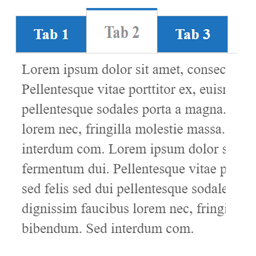 Tab 1 Tab 2 Tab 3
Lorem ipsum dolor sit amet, consec
Pellentesque vitae porttitor ex, euisn
pellentesque sodales porta a magna.
lorem nec, fringilla molestie massa.
interdum com. Lorem ipsum dolor s
fermentum dui. Pellentesque vitae p
sed felis sed dui pellentesque sodale
dignissim faucibus lorem nec, fringi
bibendum. Sed interdum com.